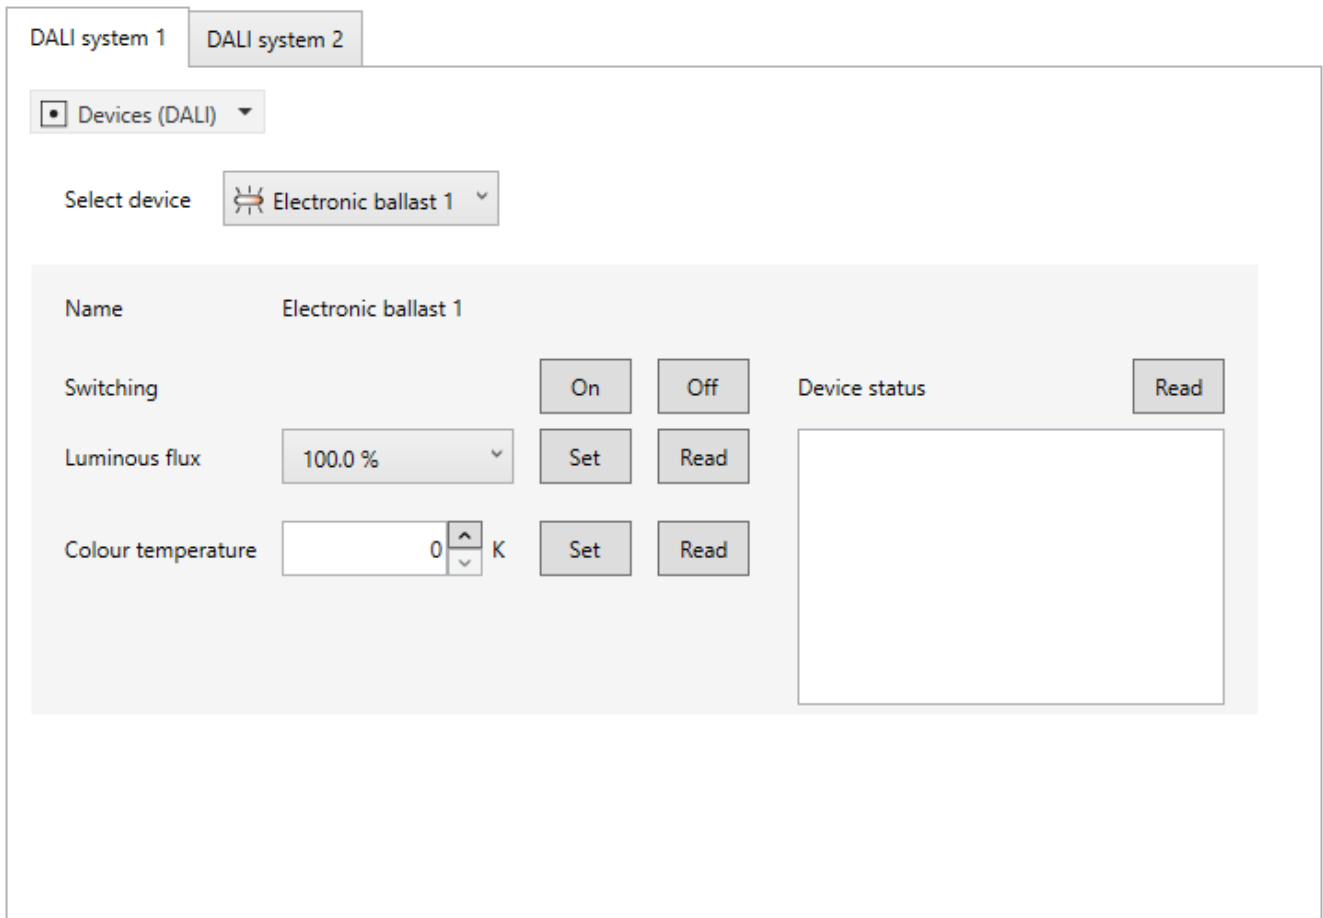 DALI system 1
DALI system 2
Devices (DALI)
Select device
Electronic ballast 1
Name
Electronic ballast 1
Switching
On
Off
Device status
Read
Luminous flux
100.0 %
Set
Read
Colour temperature
0
K
Set
Read